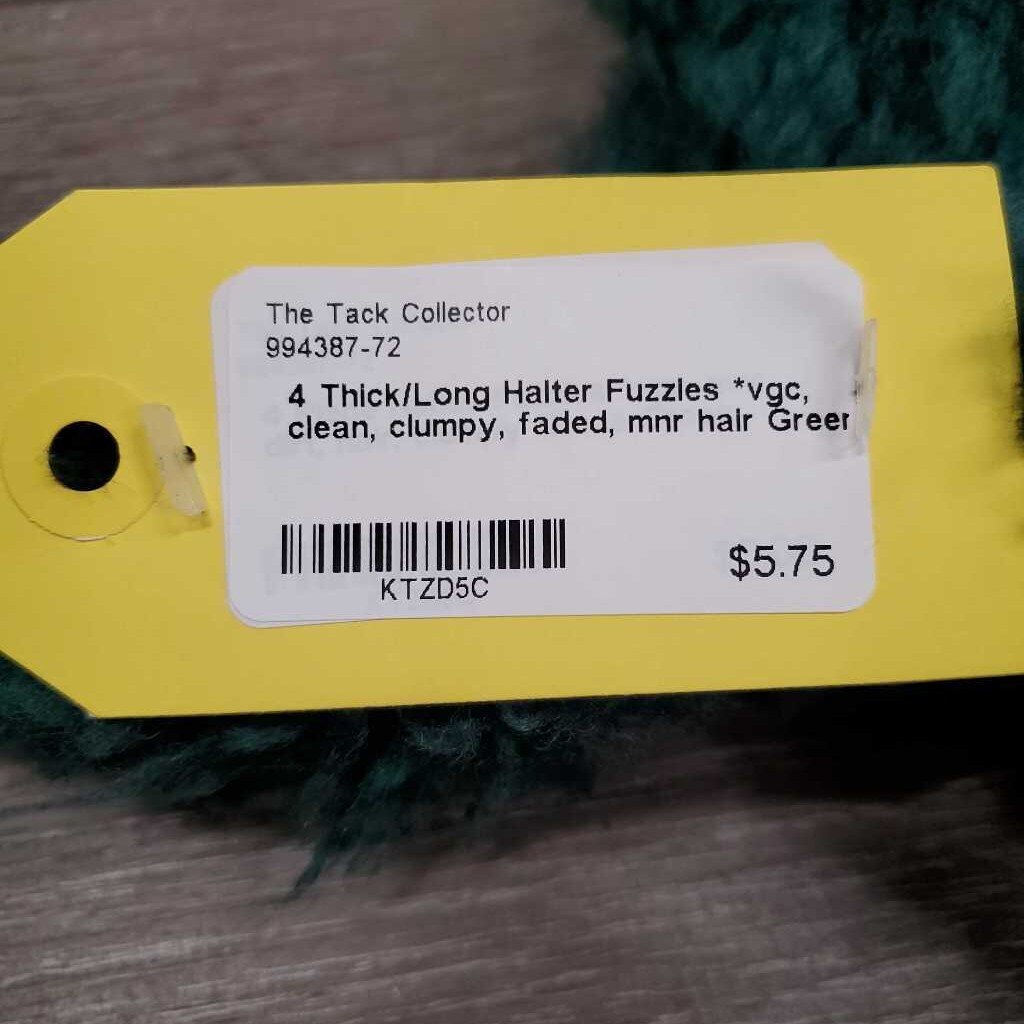 The Tack Collector
994387-72
4 Thick/Long Halter Fuzzles *vgc,
clean, clumpy, faded, mnr hair Green
KTZD5C
$5.75